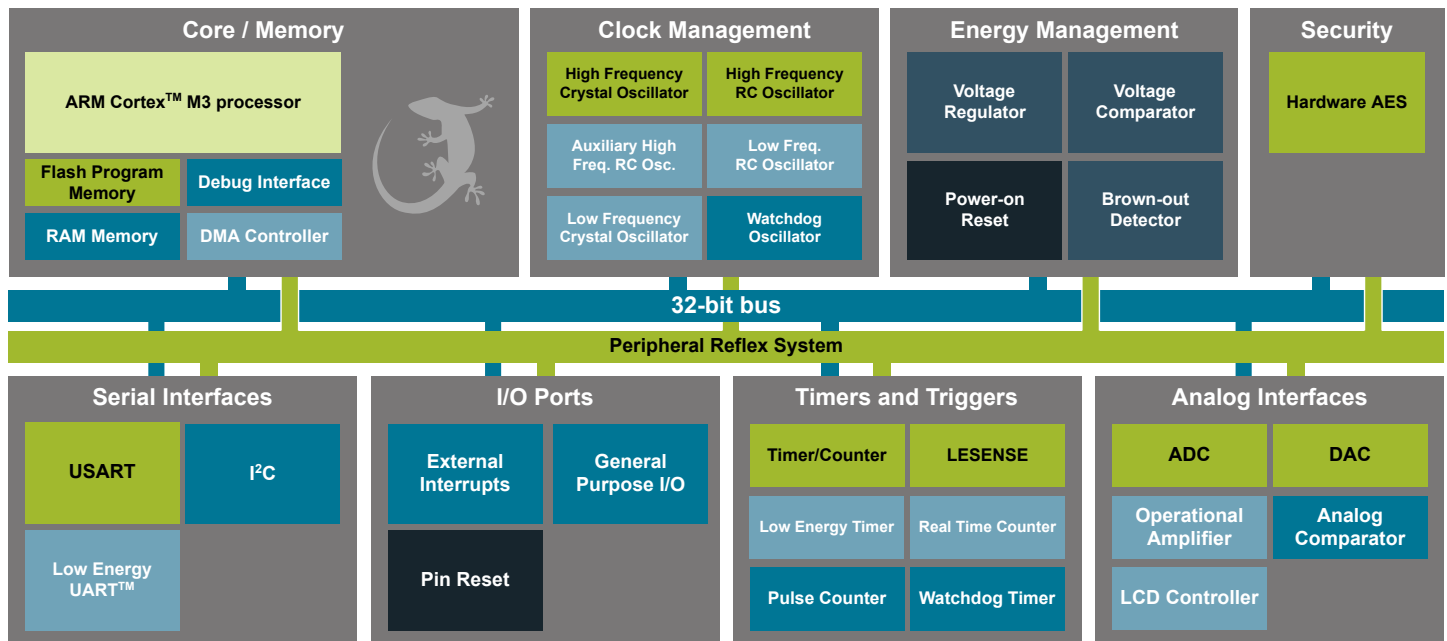 Core / Memory
ARM Cortex™ M3 processor
Flash Program
Memory
Debug Interface
RAM Memory
DMA Controller
Clock Management
High Frequency
Crystal Oscillator
High Frequency
RC Oscillator
Auxiliary High
Freq. RC Osc.
Low Freq.
RC Oscillator
Low Frequency
Crystal Oscillator
Watchdog
Oscillator
Energy Management
Voltage
Regulator
Voltage
Comparator
Power-on
Reset
Brown-out
Detector
Security
Hardware AES
32-bit bus
Peripheral Reflex System
Serial Interfaces
USART
I²C
Low Energy
UART™
I/O Ports
External
Interrupts
General
Purpose I/O
Pin Reset
Timers and Triggers
Timer/Counter
LESENSE
Low Energy Timer
Real Time Counter
Pulse Counter
Watchdog Timer
Analog Interfaces
ADC
DAC
Operational
Amplifier
Analog
Comparator
LCD Controller